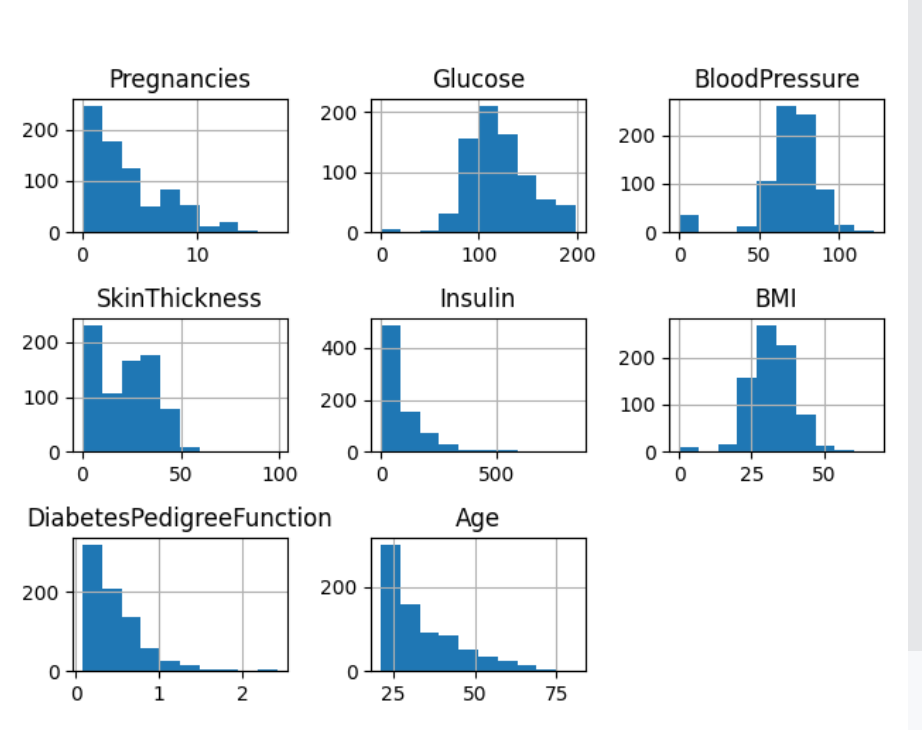 Pregnancies
200
100
0
0 10
Glucose
200
100
0
0 100 200
BloodPressure
200
100
0
0 50 100
SkinThickness
200
100
0
0 50 100
Insulin
400
200
0
0 500
BMI
200
100
0
0 25 50
DiabetesPedigreeFunction
200
0
0 1 2
Age
200
0
25 50 75